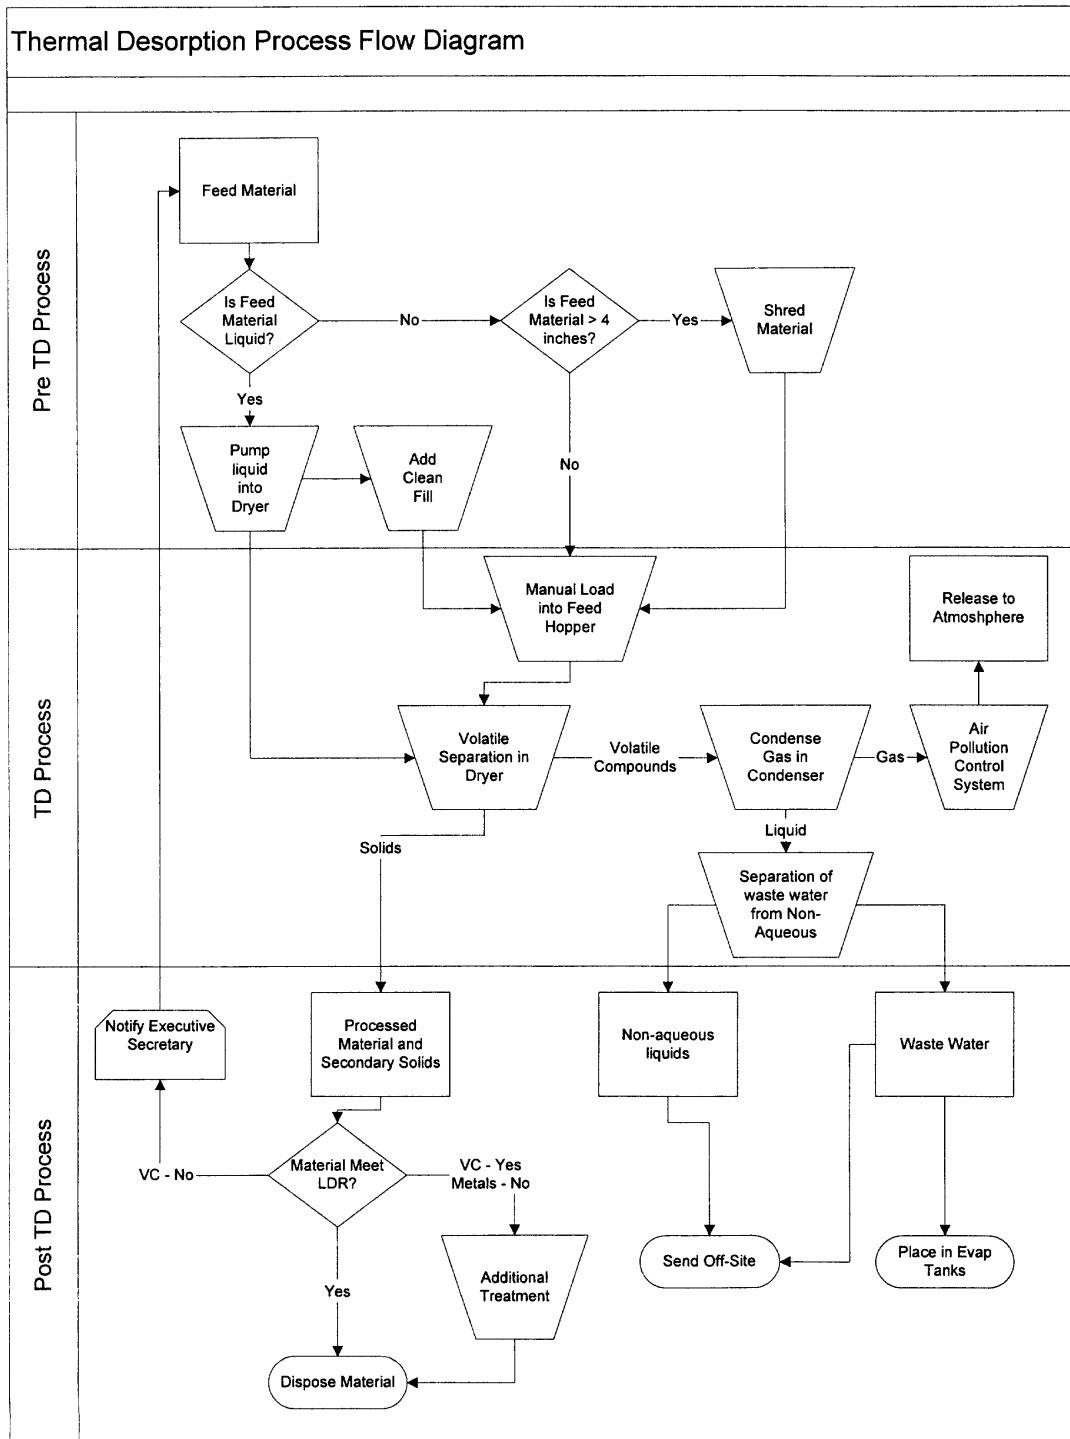 Thermal Desorption Process Flow Diagram
Pre TD Process
Feed Material
Is Feed
Material
Liquid?
No
Is Feed
Material > 4
inches?
Yes
Shred
Material
Yes
Pump
liquid
into
Dryer
Add
Clean
Fill
No
TD Process
Manual Load
into Feed
Hopper
Release to
Atmoshphere
Volatile
Separation in
Dryer
Volatile
Compounds
Condense
Gas in
Condenser
Gas
Air
Pollution
Control
System
Solids
Liquid
Separation of
waste water
from Non-
Aqueous
Post TD Process
Notify Executive
Secretary
Processed
Material and
Secondary Solids
Non-aqueous
liquids
Waste Water
VC - No
Material Meet
LDR?
VC - Yes
Metals - No
Yes
Additional
Treatment
Send Off-Site
Place in Evap
Tanks
Dispose Material